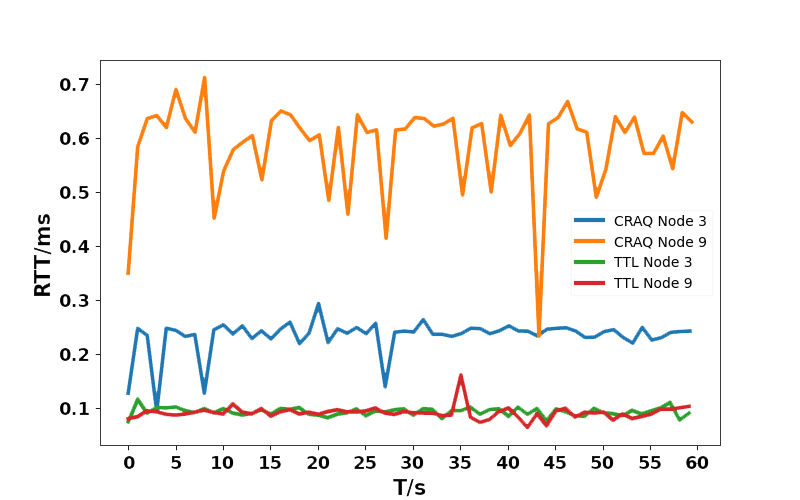 0.7
0.6
0.5
0.4
0.3
0.2
0.1
RTT/ms
CRAQ Node 3
CRAQ Node 9
TTL Node 3
TTL Node 9
0 5 10 15 20 25 30 35 40 45 50 55 60
T/s